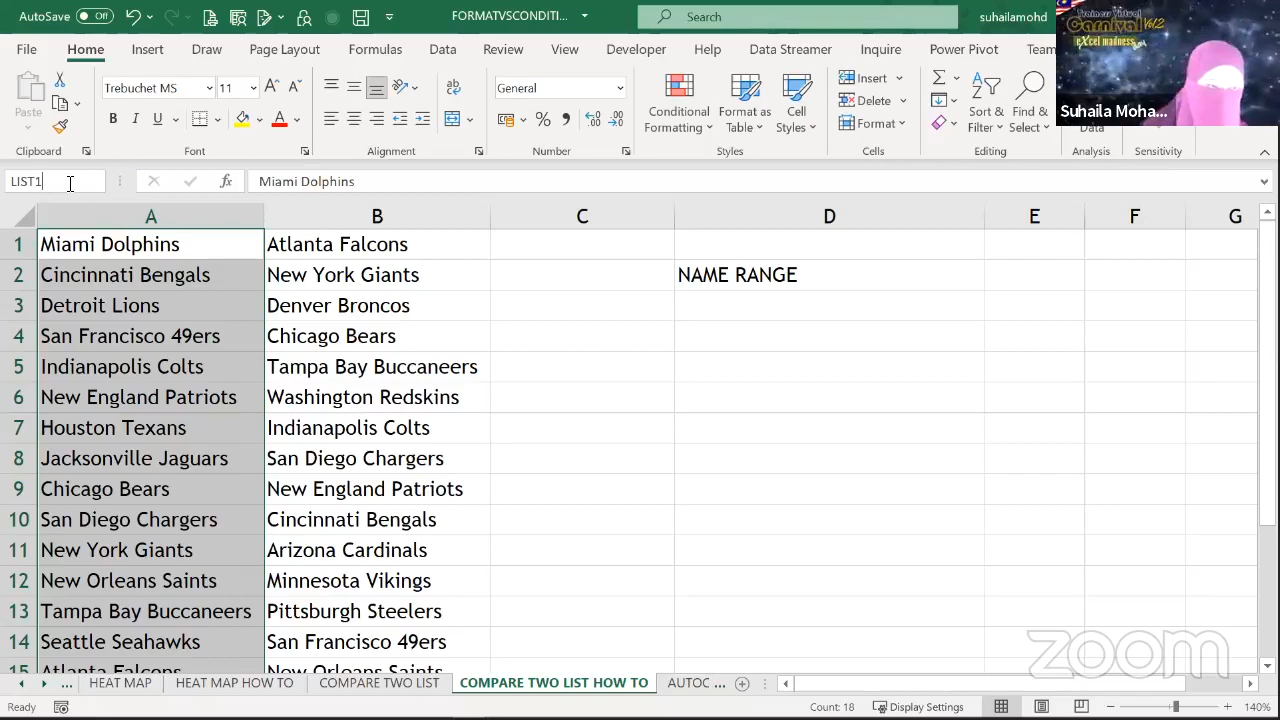 AutoSave Off FORMATVSCONDITI... Search suhailamohd
Trainers Virtual
Carnival Vol2
excel madness
File Home Insert Draw Page Layout Formulas Data Review View Developer Help Data Streamer Inquire Power Pivot Team
Suhaila Moha...
Paste Trebuchet MS 11 General Conditional Formatting Format as Table Cell Styles Insert Delete Format Sort & Filter Find & Select Data
Clipboard Font Alignment Number Styles Cells Editing Analysis Sensitivity
LIST1 fx Miami Dolphins
A B C D E F G
1 Miami Dolphins Atlanta Falcons
2 Cincinnati Bengals New York Giants NAME RANGE
3 Detroit Lions Denver Broncos
4 San Francisco 49ers Chicago Bears
5 Indianapolis Colts Tampa Bay Buccaneers
6 New England Patriots Washington Redskins
7 Houston Texans Indianapolis Colts
8 Jacksonville Jaguars San Diego Chargers
9 Chicago Bears New England Patriots
10 San Diego Chargers Cincinnati Bengals
11 New York Giants Arizona Cardinals
12 New Orleans Saints Minnesota Vikings
13 Tampa Bay Buccaneers Pittsburgh Steelers
14 Seattle Seahawks San Francisco 49ers
15 Atlanta Falcons New Orleans Saints
zoom
... HEAT MAP HEAT MAP HOW TO COMPARE TWO LIST COMPARE TWO LIST HOW TO AUTOC ...
Ready Count: 18 Display Settings 140%